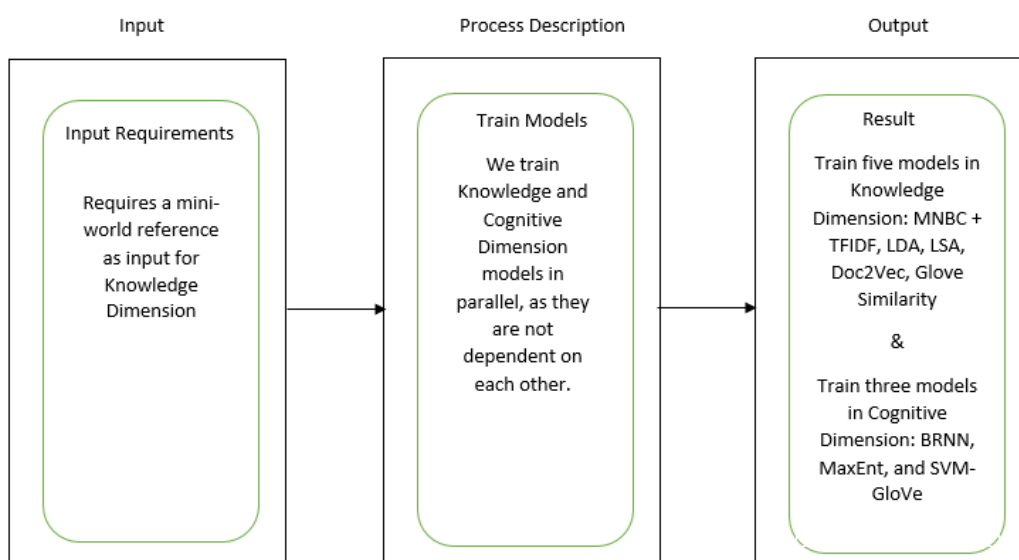 Input
Process Description
Output
Input Requirements
Requires a mini-
world reference
as input for
Knowledge
Dimension
Train Models
We train
Knowledge and
Cognitive
Dimension
models in
parallel, as they
are not
dependent on
each other.
Result
Train five models in
Knowledge
Dimension: MNBC +
TFIDF, LDA, LSA,
Doc2Vec, Glove
Similarity
&
Train three models
in Cognitive
Dimension: BRNN,
MaxEnt, and SVM-
GloVe